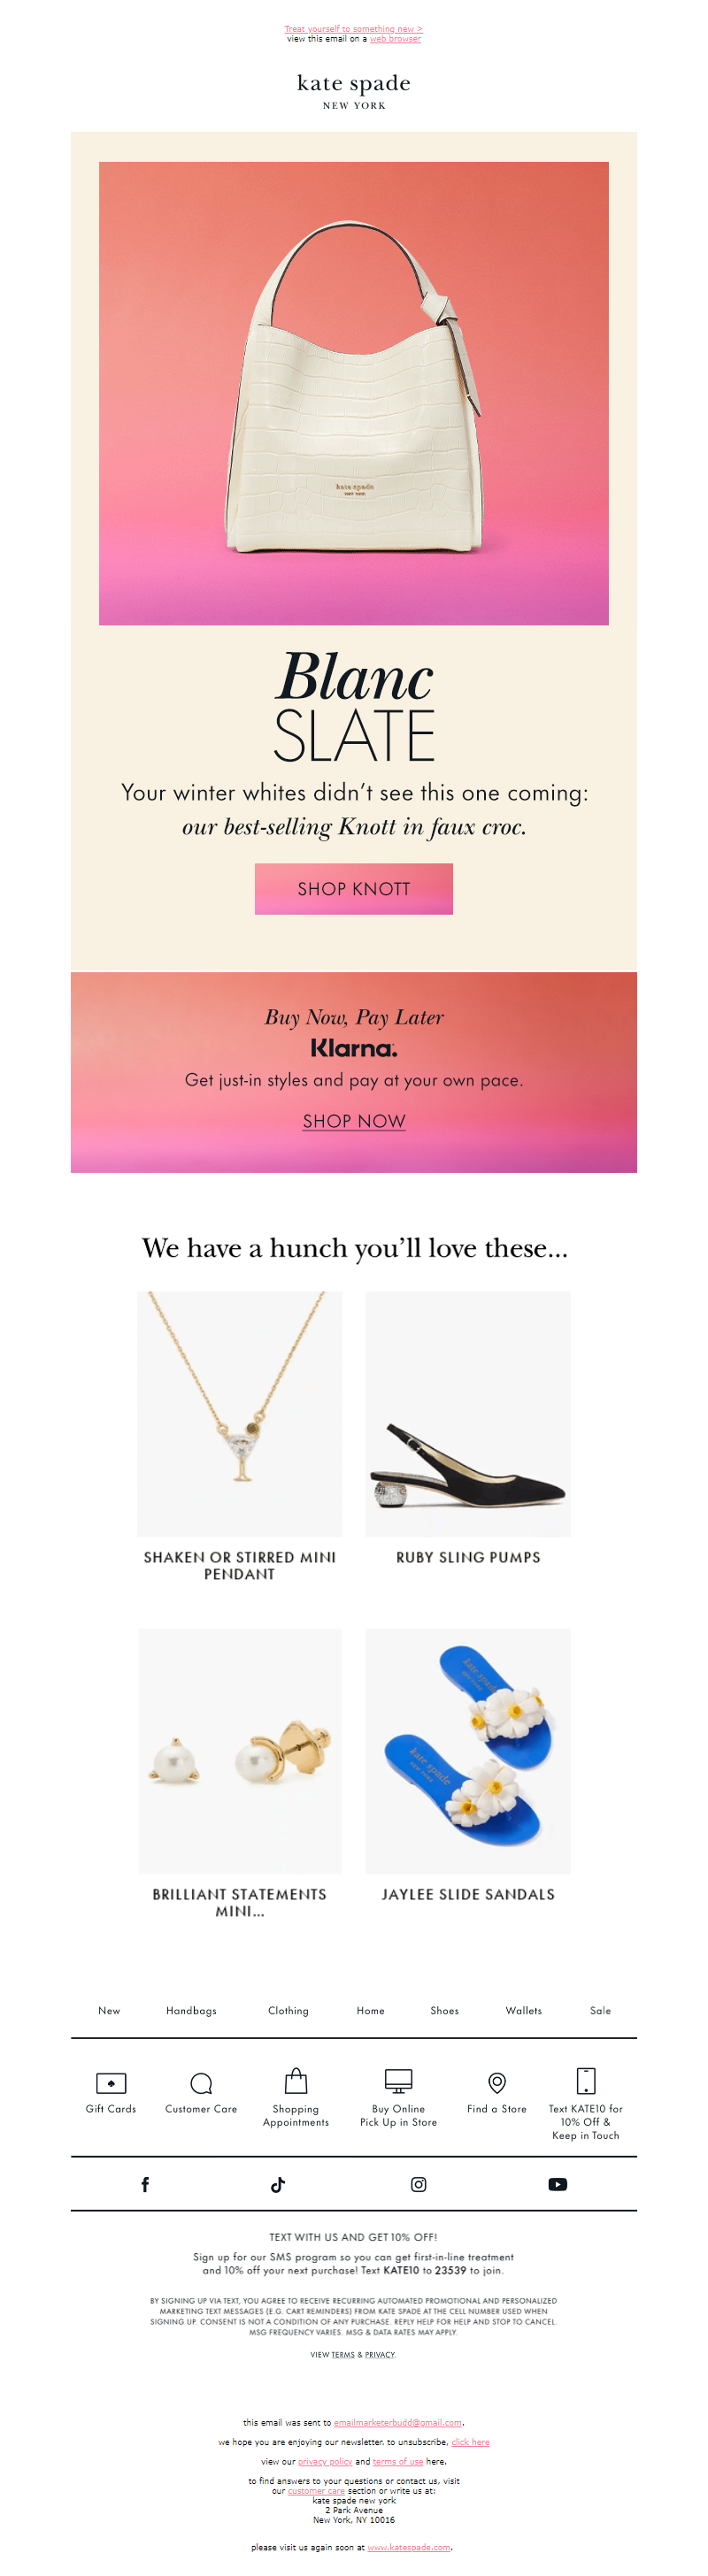 Treat yourself to something new >
view this email on a web browser
kate spade
NEW YORK
kate spade
NEW YORK
Blanc
SLATE
Your winter whites didn’t see this one coming:
our best-selling Knott in faux croc.
SHOP KNOTT
Buy Now, Pay Later
Klarna.
Get just-in styles and pay at your own pace.
SHOP NOW
We have a hunch you’ll love these...
SHAKEN OR STIRRED MINI
PENDANT
RUBY SLING PUMPS
kate spade
NEW YORK
kate spade
NEW YORK
BRILLIANT STATEMENTS
MINI...
JAYLEE SLIDE SANDALS
New Handbags Clothing Home Shoes Wallets Sale
Gift Cards
Customer Care
Shopping
Appointments
Buy Online
Pick Up in Store
Find a Store
Text KATE10 for
10% Off &
Keep in Touch
TEXT WITH US AND GET 10% OFF!
Sign up for our SMS program so you can get first-in-line treatment
and 10% off your next purchase! Text KATE10 to 23539 to join.
BY SIGNING UP VIA TEXT, YOU AGREE TO RECEIVE RECURRING AUTOMATED PROMOTIONAL AND PERSONALIZED
MARKETING TEXT MESSAGES (E.G. CART REMINDERS) FROM KATE SPADE AT THE CELL NUMBER USED WHEN
SIGNING UP. CONSENT IS NOT A CONDITION OF ANY PURCHASE. REPLY HELP FOR HELP AND STOP TO CANCEL.
MSG FREQUENCY VARIES. MSG & DATA RATES MAY APPLY.
VIEW TERMS & PRIVACY.
this email was sent to emailmarketerbudd@gmail.com.
we hope you are enjoying our newsletter. to unsubscribe, click here
view our privacy policy and terms of use here.
to find answers to your questions or contact us, visit
our customer care section or write us at:
kate spade new york
2 Park Avenue
New York, NY 10016
please visit us again soon at www.katespade.com.